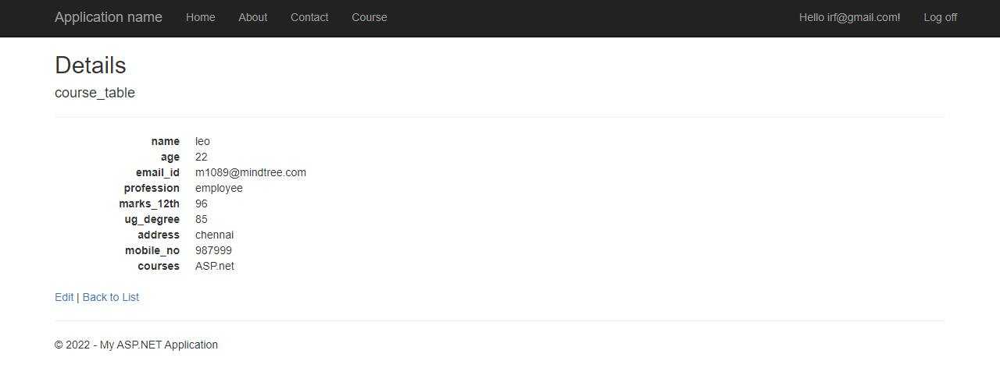 Application name Home About Contact Course Hello irf@gmail.com! Log off
Details
course_table
name leo
age 22
email_id m1089@mindtree.com
profession employee
marks_12th 96
ug_degree 85
address chennai
mobile_no 987999
courses ASP.net
Edit | Back to List
© 2022 - My ASP.NET Application